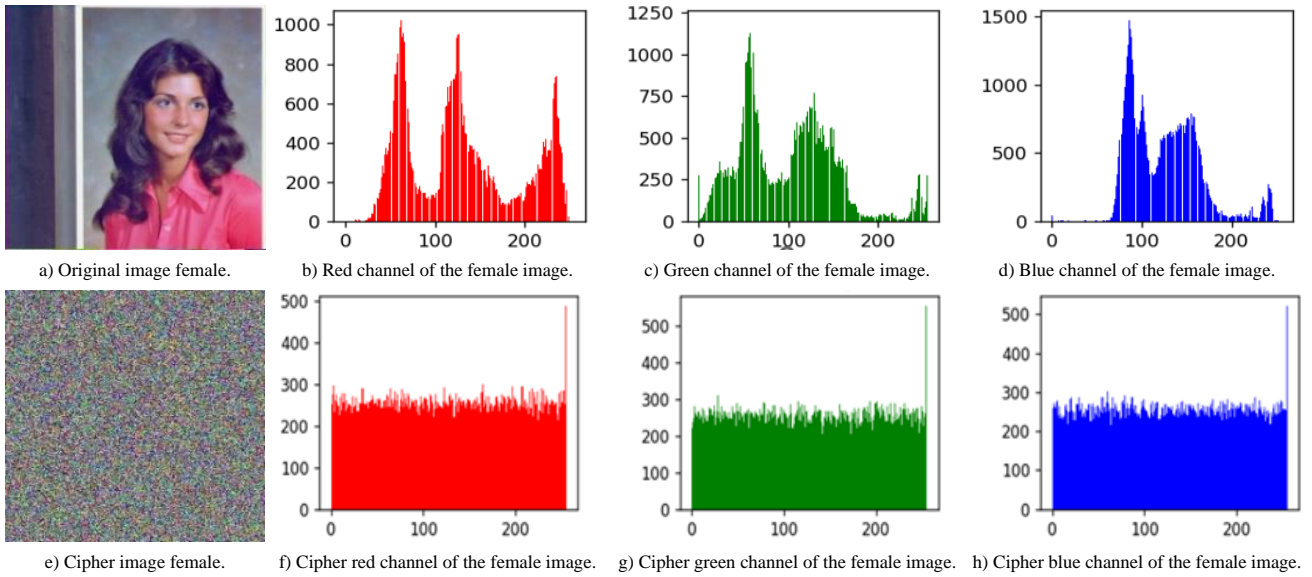 1000
800
600
400
200
0
0 100 200
1250
1000
750
500
250
0
0 100 200
1500
1000
500
0
0 100 200
a) Original image female.
b) Red channel of the female image.
c) Green channel of the female image.
d) Blue channel of the female image.
500
400
300
200
100
0
0 100 200
500
400
300
200
100
0
0 100 200
500
400
300
200
100
0
0 100 200
e) Cipher image female.
f) Cipher red channel of the female image.
g) Cipher green channel of the female image.
h) Cipher blue channel of the female image.